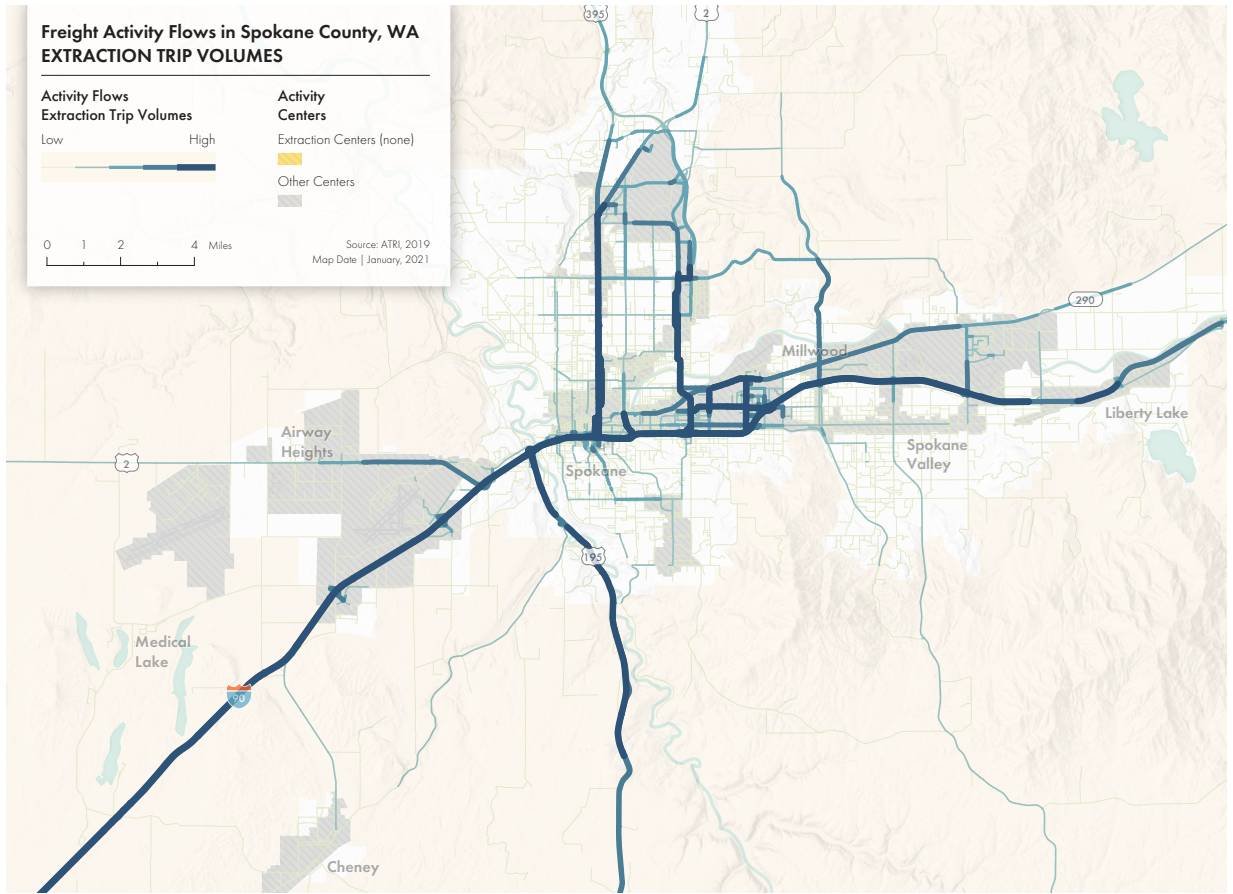 Freight Activity Flows in Spokane County, WA
EXTRACTION TRIP VOLUMES
Activity Flows
Extraction Trip Volumes
Low High
Activity
Centers
Extraction Centers (none)
Other Centers
0 1 2 4 Miles
Source: ATRI, 2019
Map Date | January, 2021
395
2
290
Millwood
Liberty Lake
Airway
Heights
Spokane
Valley
2
Spokane
195
Medical
Lake
90
Cheney